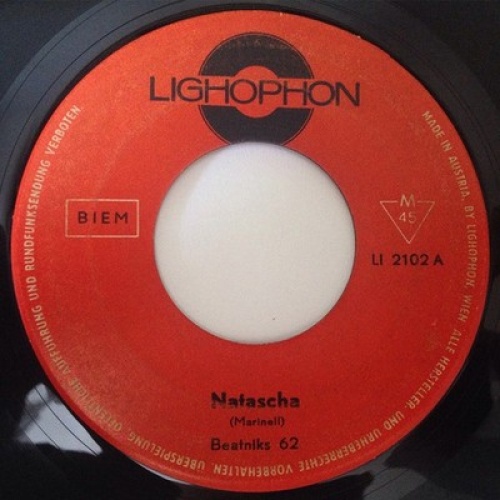 LIGHOPHON
BIEM
M
45
LI 2102 A
Natascha
(Marinell)
Beatniks 62
MADE IN AUSTRIA, BY LIGHOPHON, WIEN. ALLE HERSTELLER- UND URHEBERRECHTE VORBEHALTEN. ÜBERSPIELUNG, ÖFFENTLICHE AUFFÜHRUNG UND RUNDFUNKSENDUNG VERBOTEN.